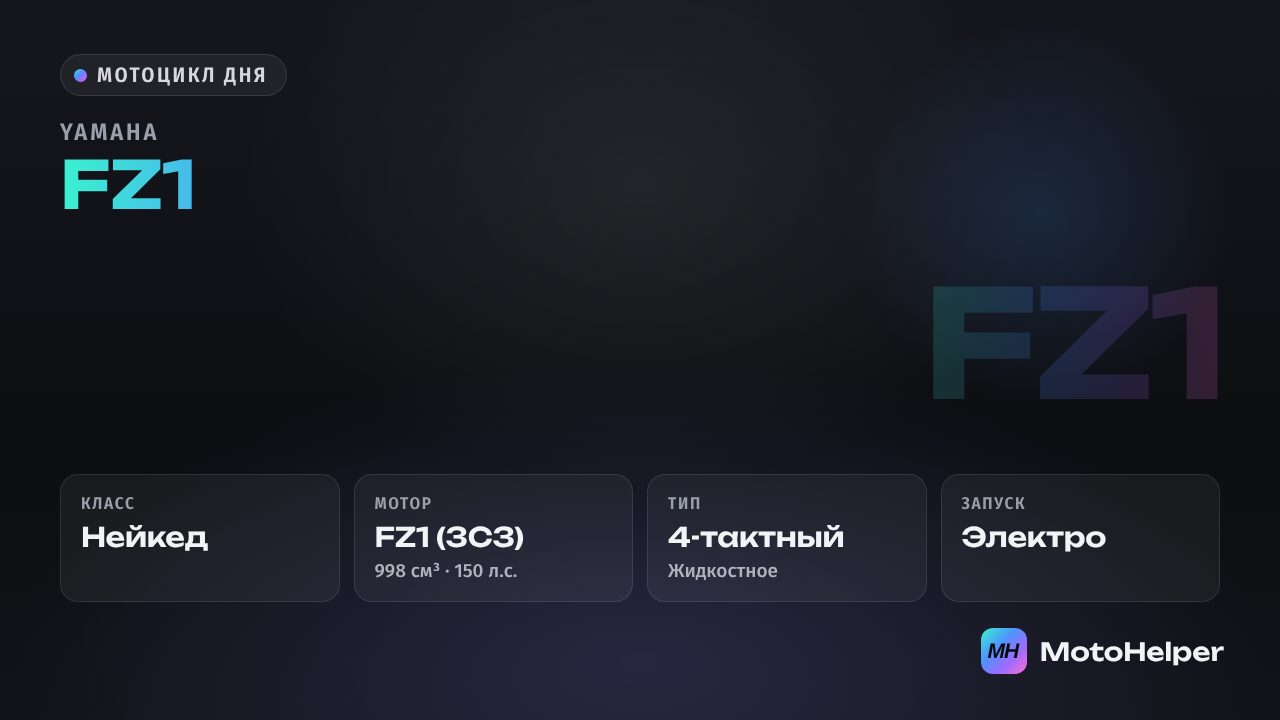 МОТОЦИКЛ ДНЯ
YAMAHA
FZ1
FZ1
КЛАСС
Нейкед
МОТОР
FZ1 (3C3)
998 см³ · 150 л.с.
ТИП
4-тактный
Жидкостное
ЗАПУСК
Электро
MH MotoHelper